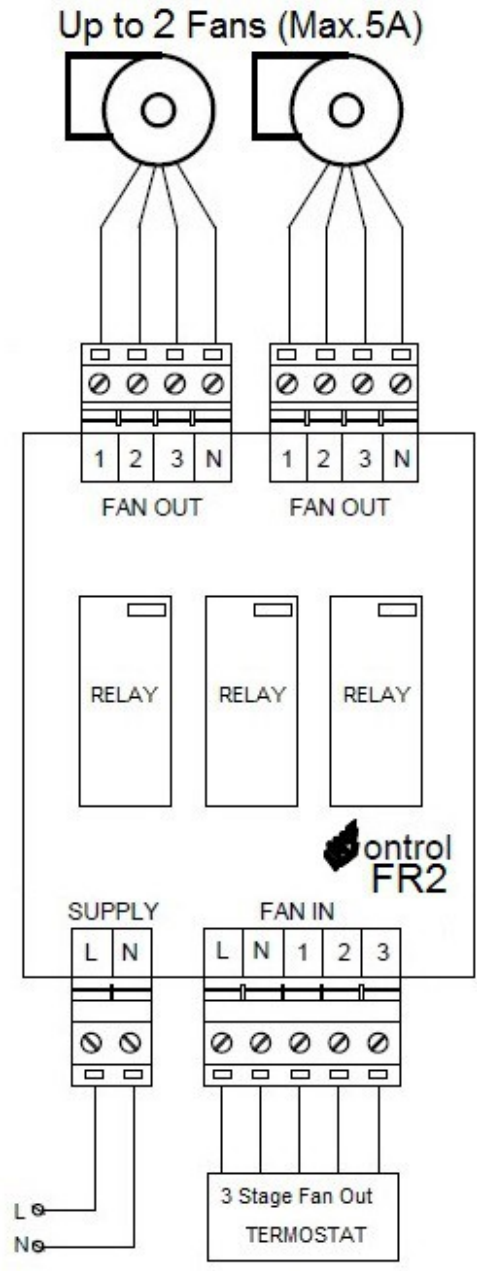 Up to 2 Fans (Max.5A)
1 2 3 N 1 2 3 N
FAN OUT FAN OUT
RELAY RELAY RELAY
ontrol
FR2
SUPPLY FAN IN
L N L N 1 2 3
3 Stage Fan Out
L
TERMOSTAT
N